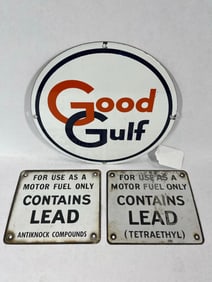 Good
Gulf
FOR USE AS A
MOTOR FUEL ONLY
CONTAINS
LEAD
ANTIKNOCK COMPOUNDS
FOR USE AS A
MOTOR FUEL ONLY
CONTAINS
LEAD
(TETRAETHYL)